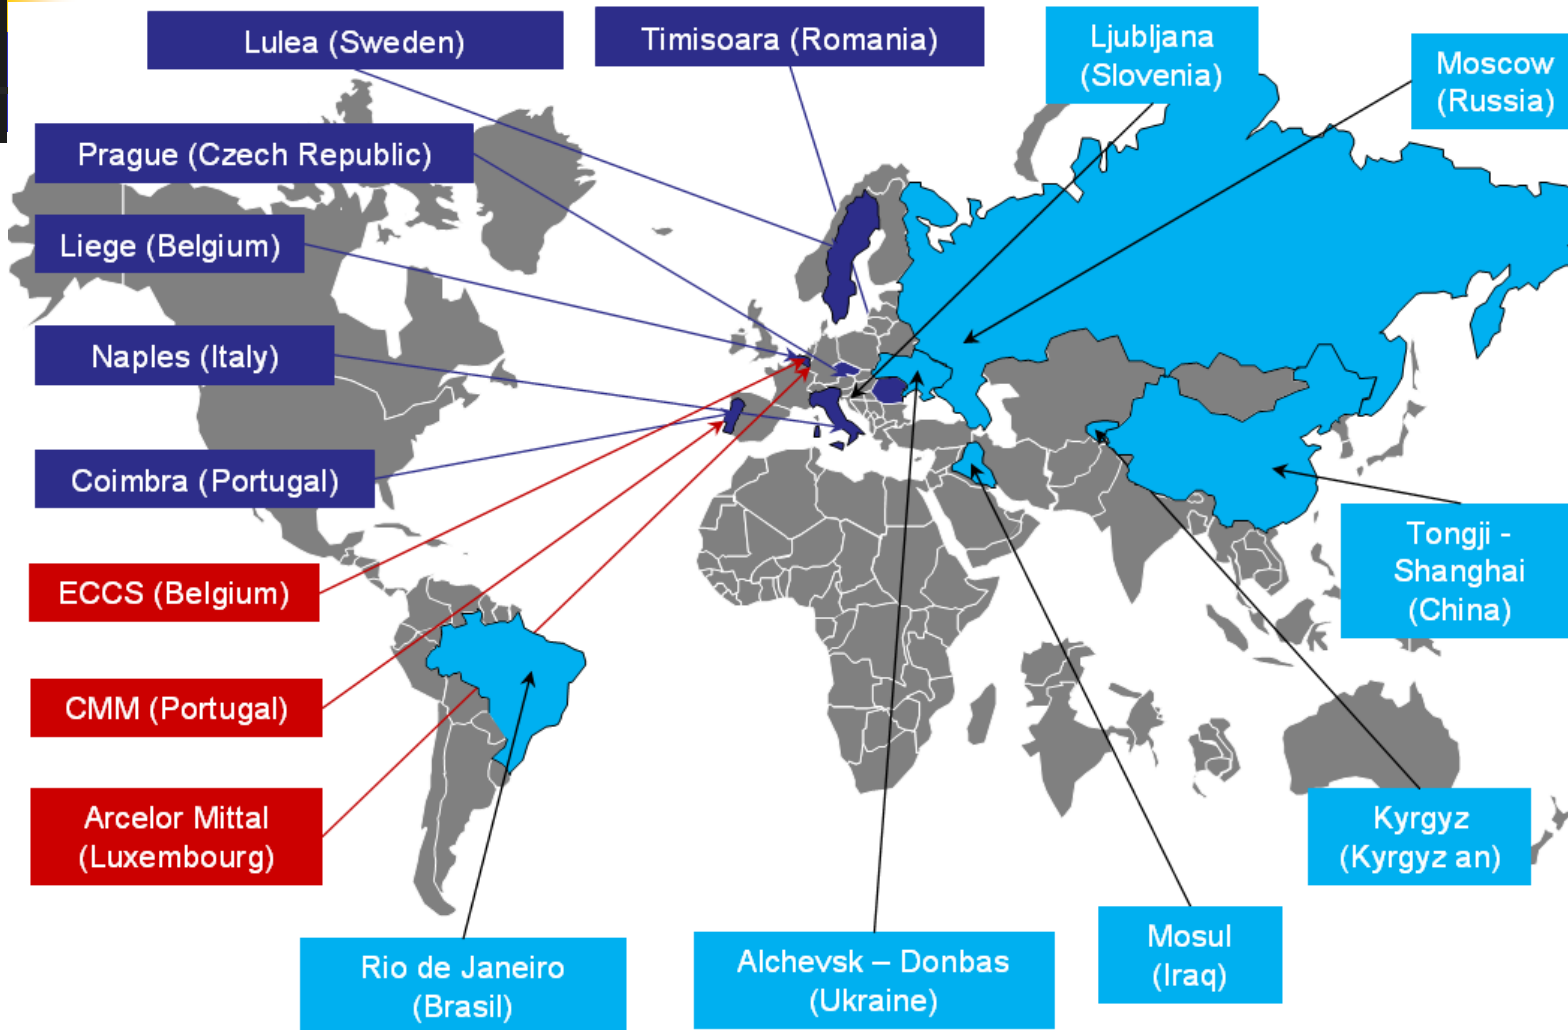 Lulea (Sweden)
Timisoara (Romania)
Ljubljana
(Slovenia)
Moscow
(Russia)
Prague (Czech Republic)
Liege (Belgium)
Naples (Italy)
Coimbra (Portugal)
ECCS (Belgium)
CMM (Portugal)
Arcelor Mittal
(Luxembourg)
Tongji -
Shanghai
(China)
Kyrgyz
(Kyrgyz an)
Mosul
(Iraq)
Alchevsk – Donbas
(Ukraine)
Rio de Janeiro
(Brasil)